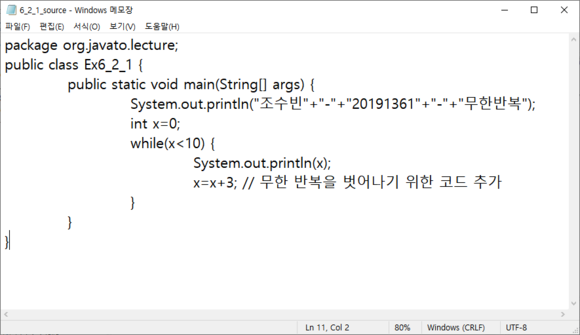 6_2_1_source - Windows 메모장
파일(F) 편집(E) 서식(O) 보기(V) 도움말(H)
package org.javato.lecture;
public class Ex6_2_1 {
public static void main(String[] args) {
System.out.println("조수빈"+"-"+"20191361"+"-"+"무한반복");
int x=0;
while(x<10) {
System.out.println(x);
x=x+3; // 무한 반복을 벗어나기 위한 코드 추가
}
}
}
Ln 11, Col 2 80% Windows (CRLF) UTF-8